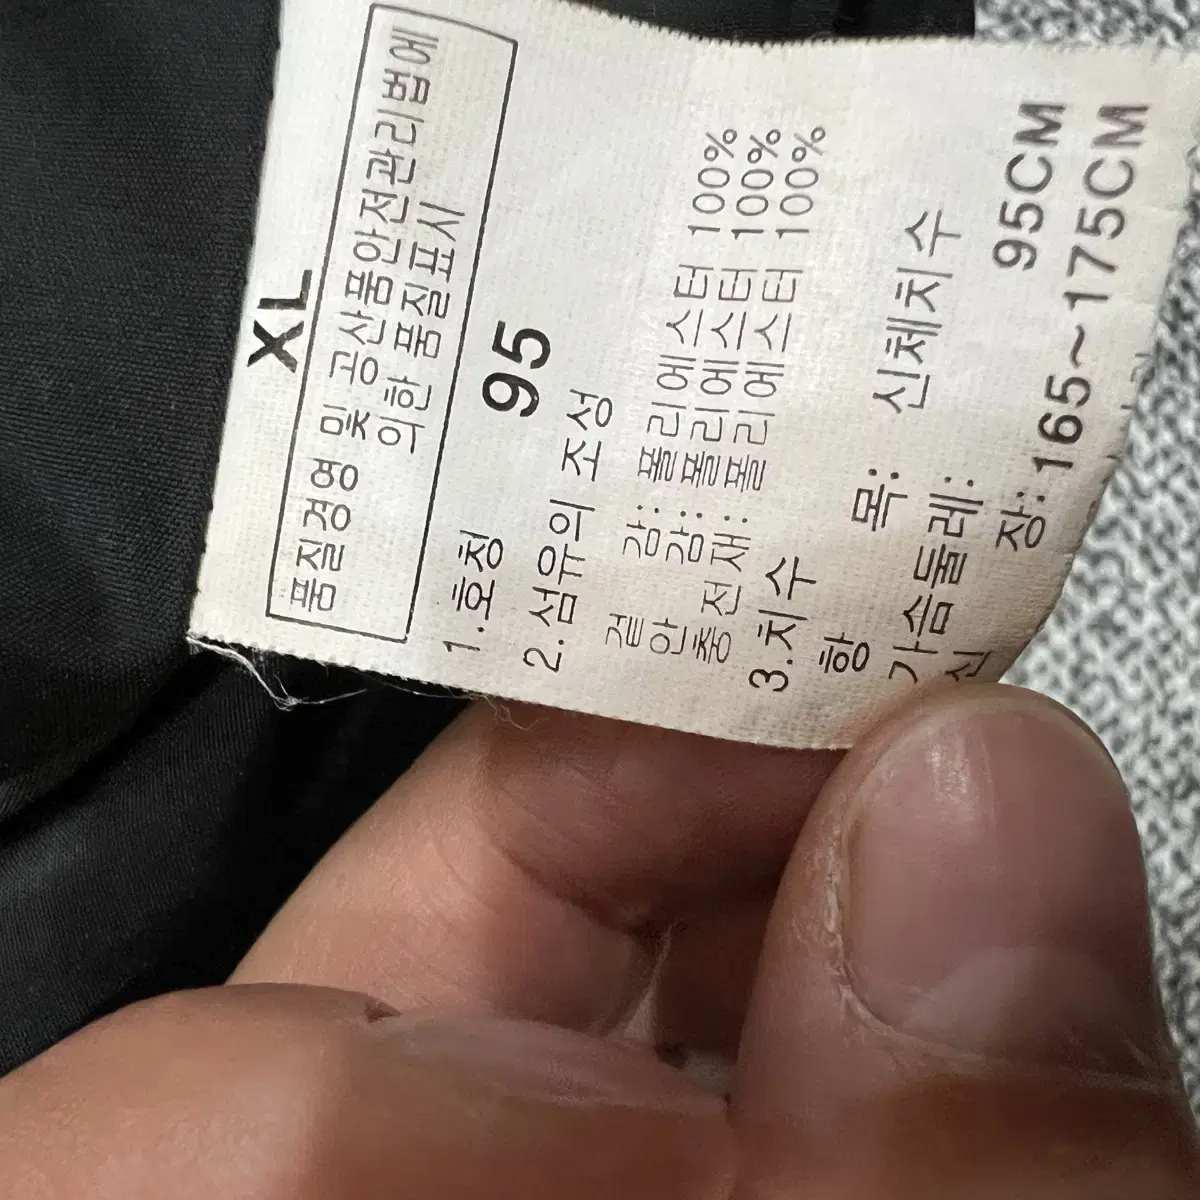 XL
품질경영 및 공산품안전관리법에
의한 품질표시
1.호칭 95
2.섬유의 조성
겉 감: 폴리에스터 100%
안 감: 폴리에스터 100%
충 전 재: 폴리에스터 100%
3.치수
항 목: 신체치수
가슴둘레: 95CM
신 장: 165~175CM